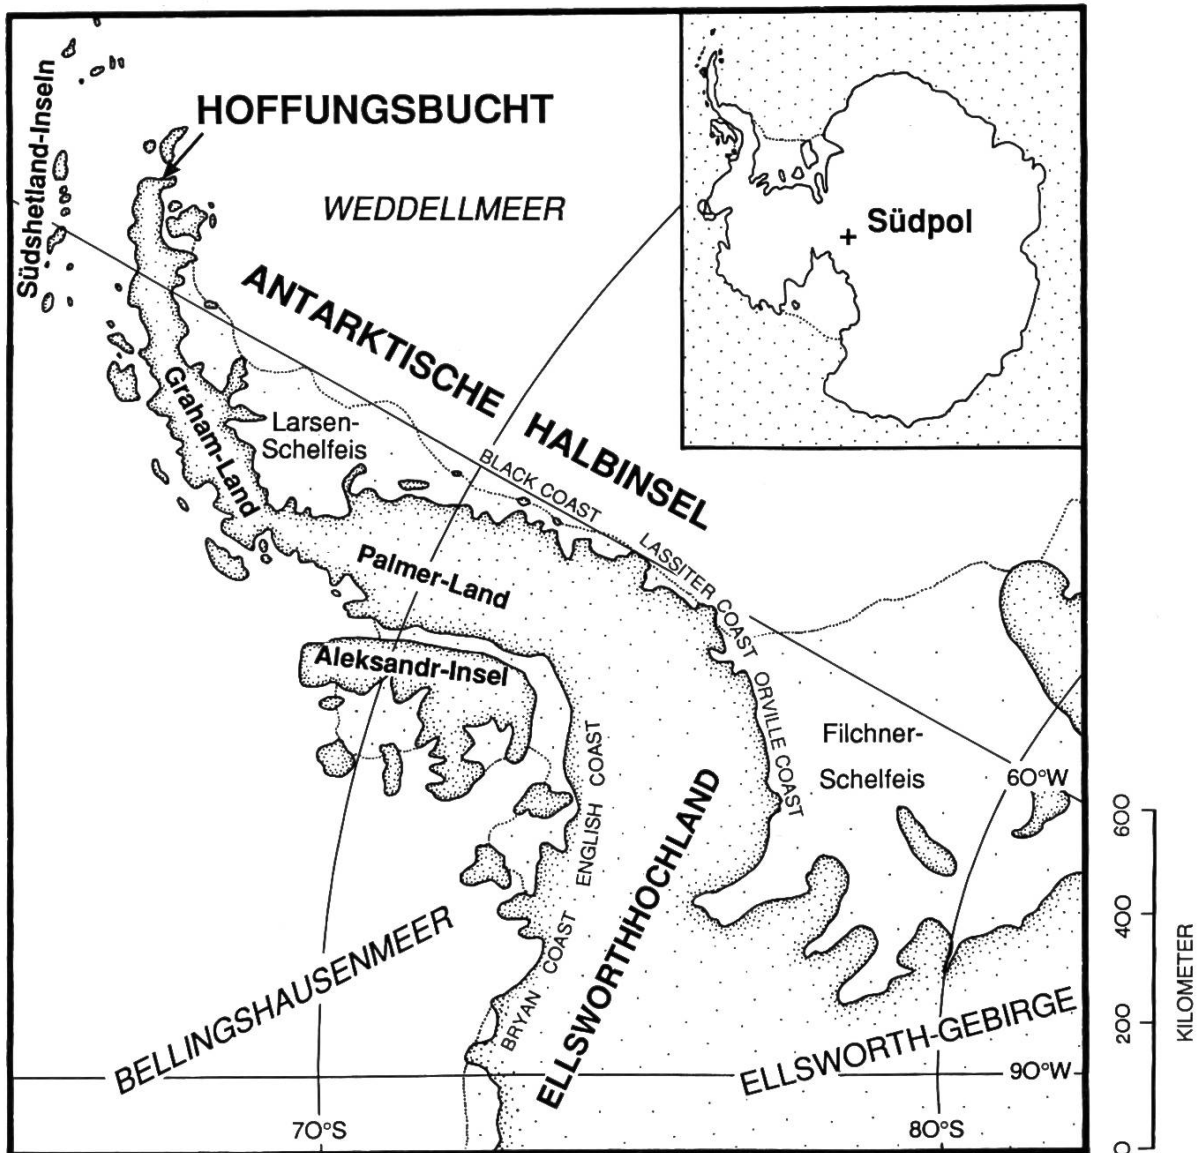 Südshetland-Inseln
HOFFUNGSBUCHT
WEDDELLMEER
Südpol
ANTARKTISCHE HALBINSEL
Graham-Land
Larsen-
Schelfeis
BLACK COAST
LASSITER COAST
Palmer-Land
Aleksandr-Insel
ORVILLE COAST
Filchner-
Schelfeis
60°W
ENGLISH COAST
ELLSWORTHHOCHLAND
BELLINGSHAUSENMEER
BRYAN COAST
ELLSWORTH-GEBIRGE
90°W
70°S
80°S
600
400
200
0
KILOMETER